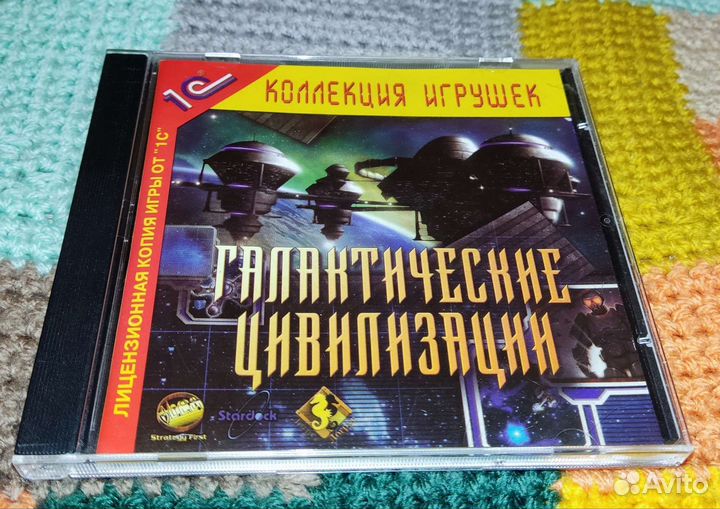 1С
КОЛЛЕКЦИЯ ИГРУШЕК
ЛИЦЕНЗИОННАЯ КОПИЯ ИГРЫ ОТ "1С"
ГАЛАКТИЧЕСКИЕ
ЦИВИЛИЗАЦИИ
Strategy First
Stardock
Avito